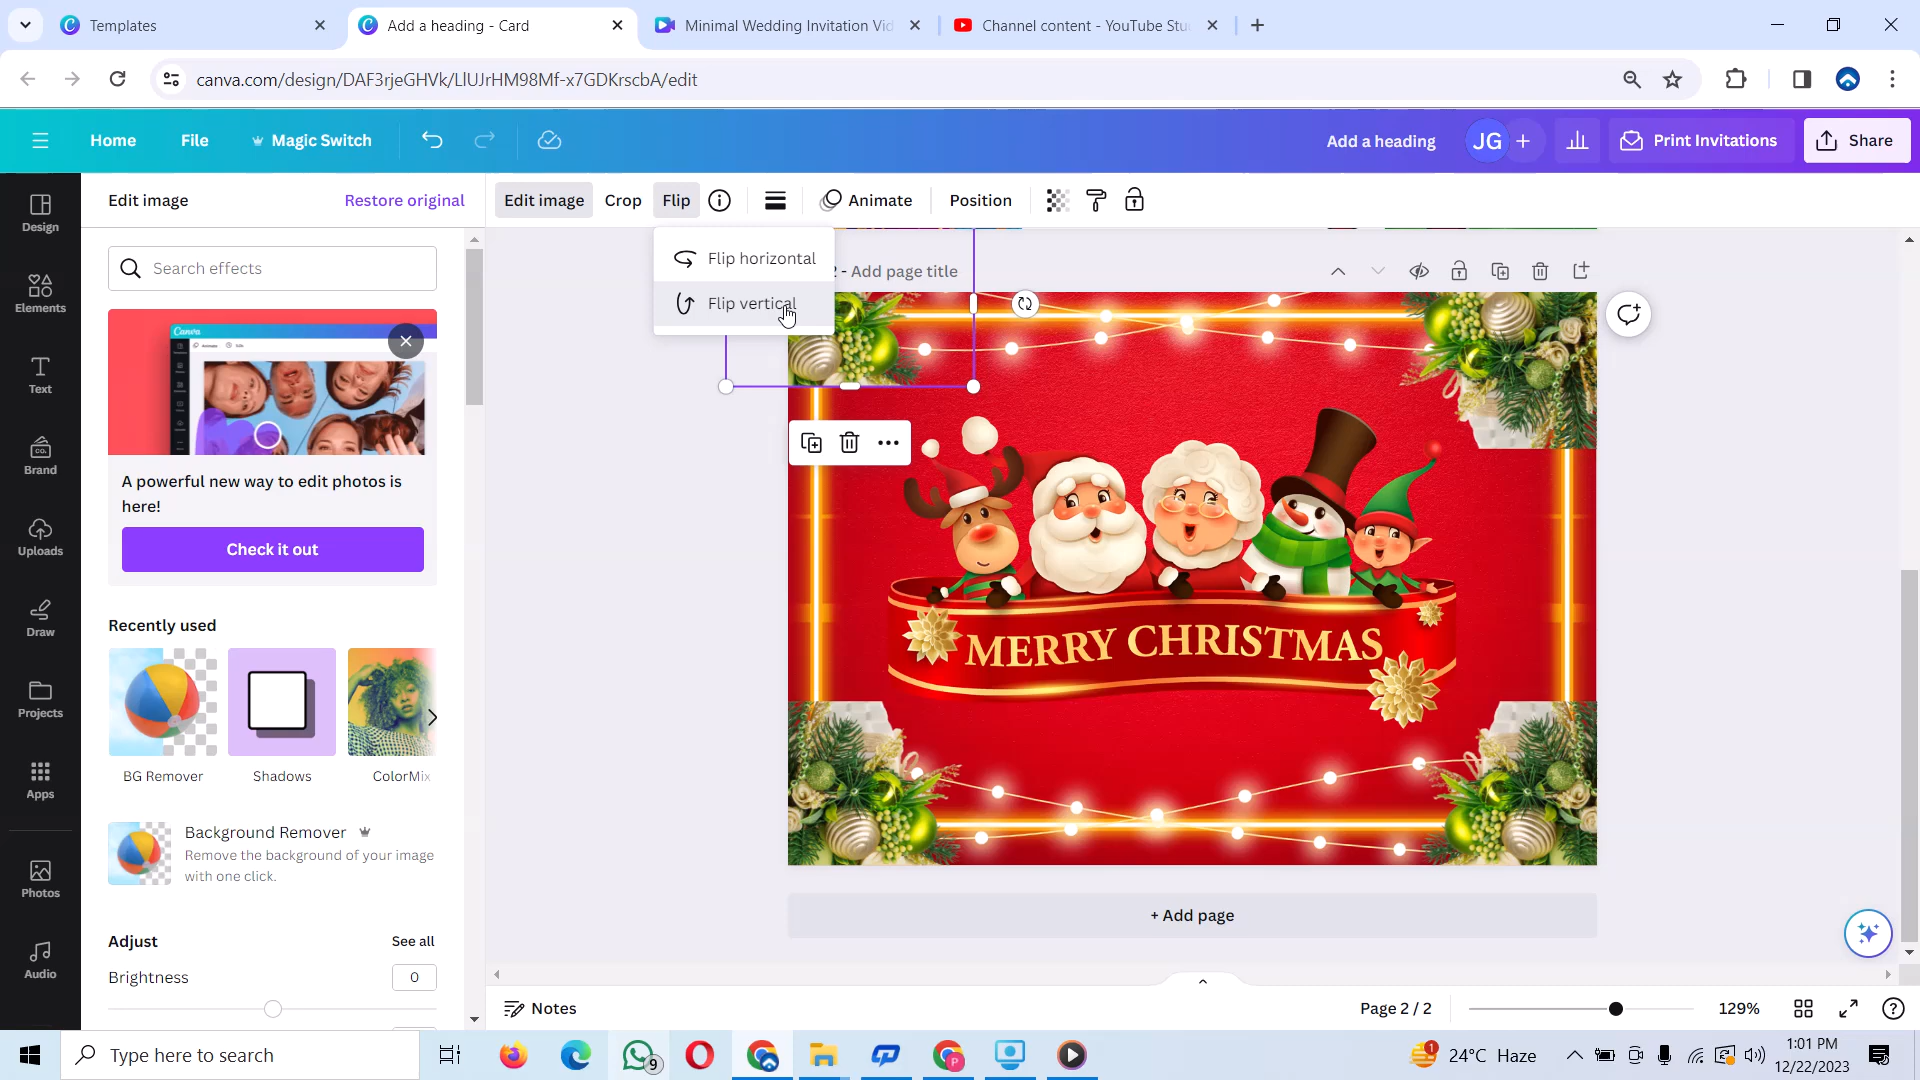 Templates
Add a heading - Card
Minimal Wedding Invitation Vid
Channel content - YouTube Stu
canva.com/design/DAF3rjeGHVk/LlUJrHM98Mf-x7GDKrscbA/edit
Home
File
Magic Switch
Add a heading
JG
Print Invitations
Share
Design
Elements
Text
Brand
Uploads
Draw
Projects
Apps
Photos
Audio
Edit image
Restore original
Search effects
Canva
A powerful new way to edit photos is
here!
Check it out
Recently used
BG Remover
Shadows
ColorMix
Background Remover
Remove the background of your image
with one click.
Adjust
See all
Brightness
0
Edit image
Crop
Flip
Animate
Position
Flip horizontal
Flip vertical
2 - Add page title
MERRY CHRISTMAS
+ Add page
Notes
Page 2 / 2
129%
Type here to search
9
1
24°C Haze
1:01 PM
12/22/2023